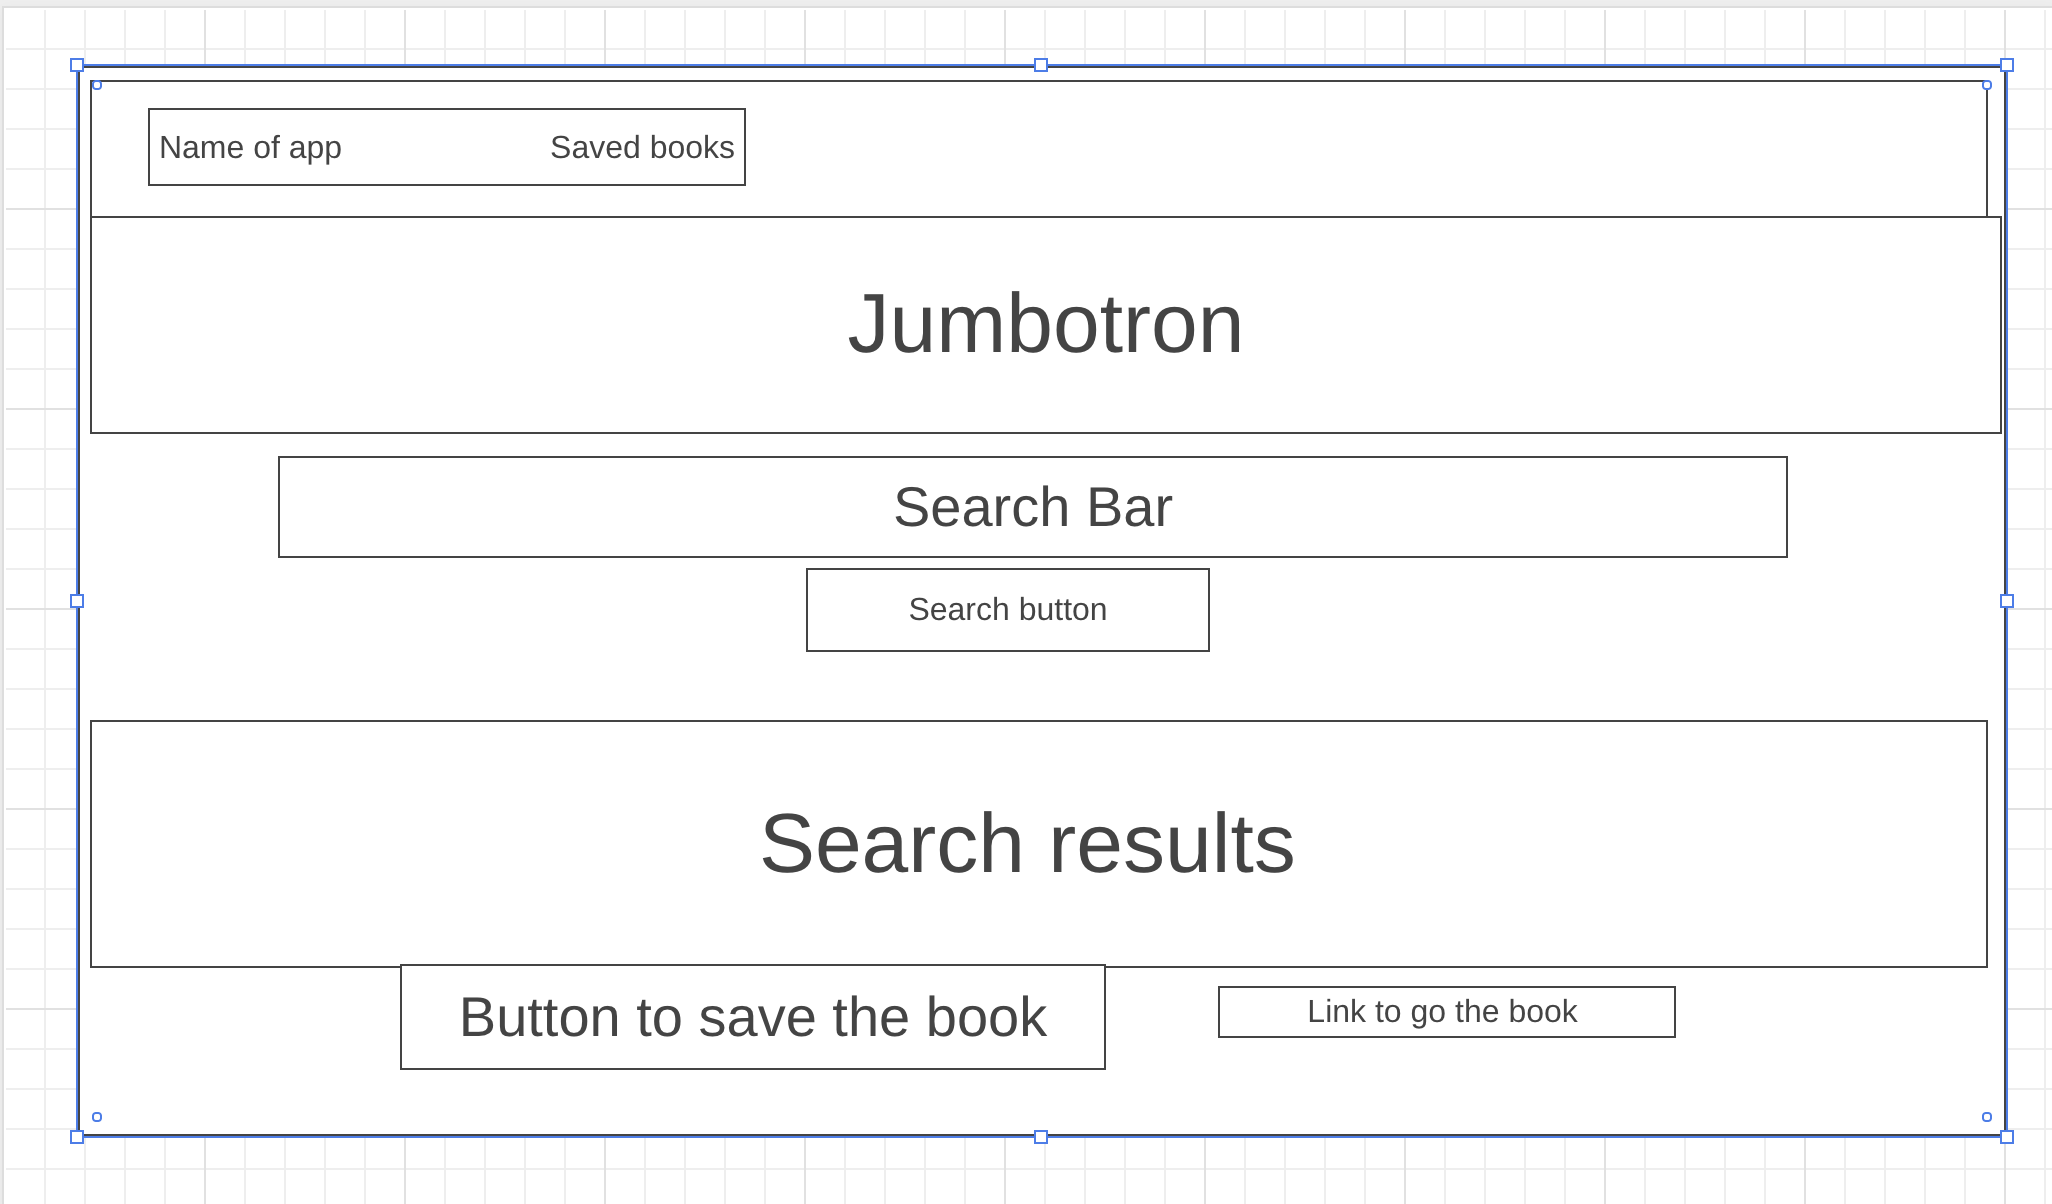 Name of app
Saved books
Jumbotron
Search Bar
Search button
Search results
Button to save the book
Link to go the book